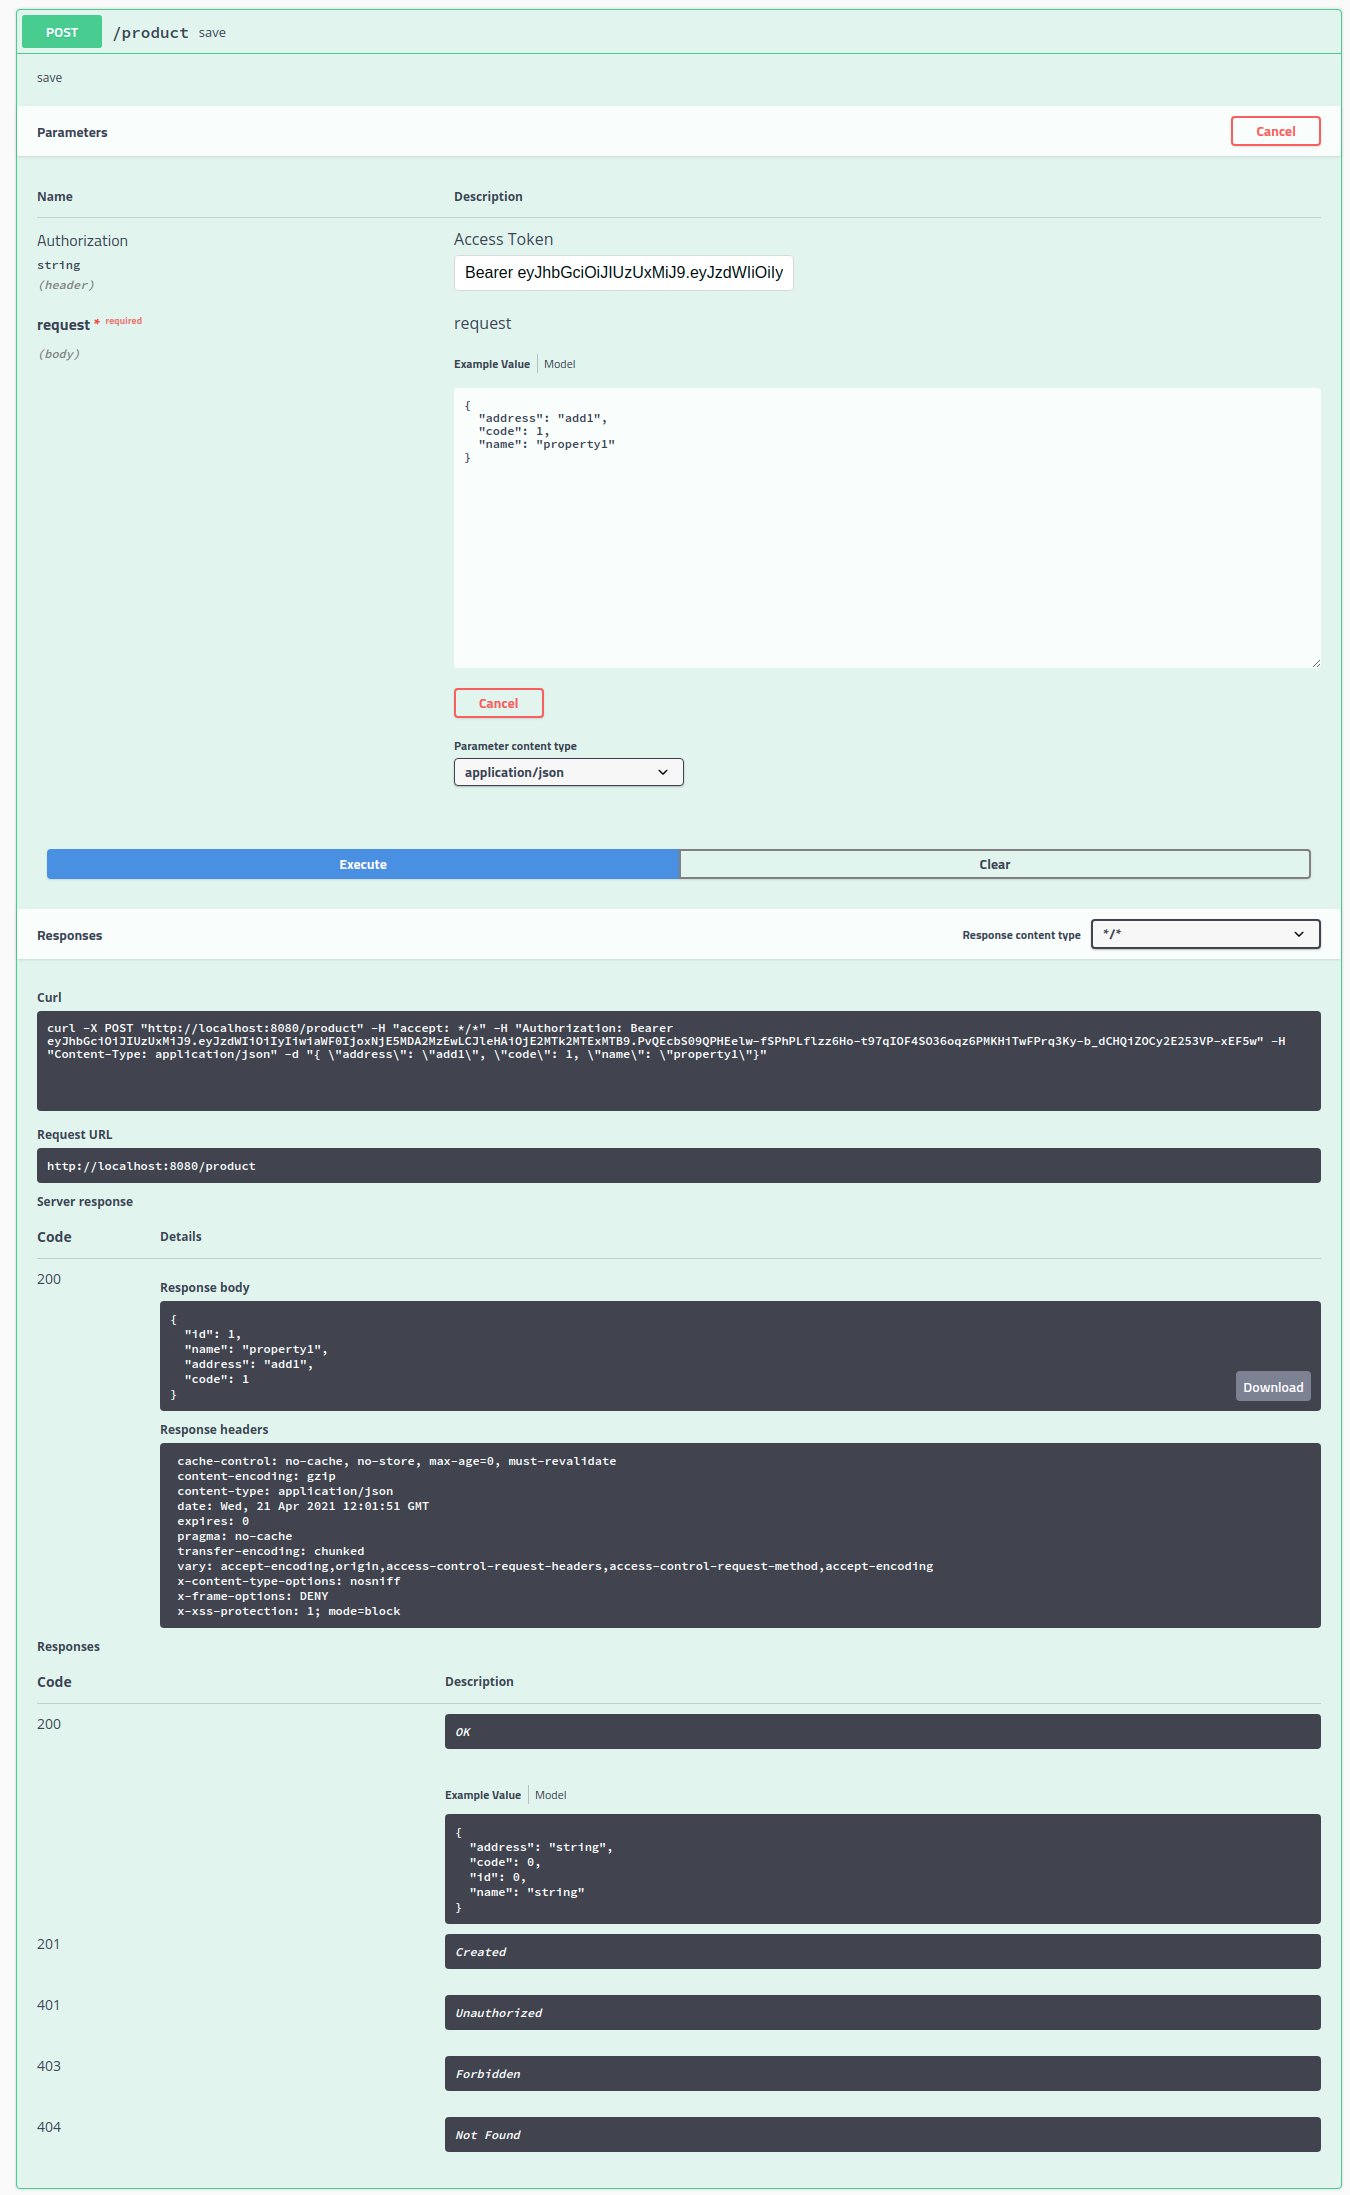 POST /product save
save
Parameters Cancel
Name Description
Authorization Access Token
string
(header)
Bearer eyJhbGciOiJIUzUxMiJ9.eyJzdWIiOiIy
request * required request
(body)
Example Value Model
{
"address": "add1",
"code": 1,
"name": "property1"
}
Cancel
Parameter content type
application/json
Execute Clear
Responses Response content type */*
Curl
curl -X POST "http://localhost:8080/product" -H "accept: */*" -H "Authorization: Bearer
eyJhbGciOiJIUzUxMiJ9.eyJzdWIiOiIyIiwiaWF0IjoxNjE5MDA2MzEwLCJleHAiOjE2MTk2MTExMTB9.PvQEcbS09QPHEelw-fSPhPLflzz6Ho-t97qIOF4SO36oqz6PMKHiTwFPrq3Ky-b_dCHQiZOCy2E253VP-xEF5w" -H
"Content-Type: application/json" -d "{ \"address\": \"add1\", \"code\": 1, \"name\": \"property1\"}"
Request URL
http://localhost:8080/product
Server response
Code Details
200
Response body
{
"id": 1,
"name": "property1",
"address": "add1",
"code": 1
}
Download
Response headers
cache-control: no-cache, no-store, max-age=0, must-revalidate
content-encoding: gzip
content-type: application/json
date: Wed, 21 Apr 2021 12:01:51 GMT
expires: 0
pragma: no-cache
transfer-encoding: chunked
vary: accept-encoding,origin,access-control-request-headers,access-control-request-method,accept-encoding
x-content-type-options: nosniff
x-frame-options: DENY
x-xss-protection: 1; mode=block
Responses
Code Description
200 OK
Example Value Model
{
"address": "string",
"code": 0,
"id": 0,
"name": "string"
}
201 Created
401 Unauthorized
403 Forbidden
404 Not Found